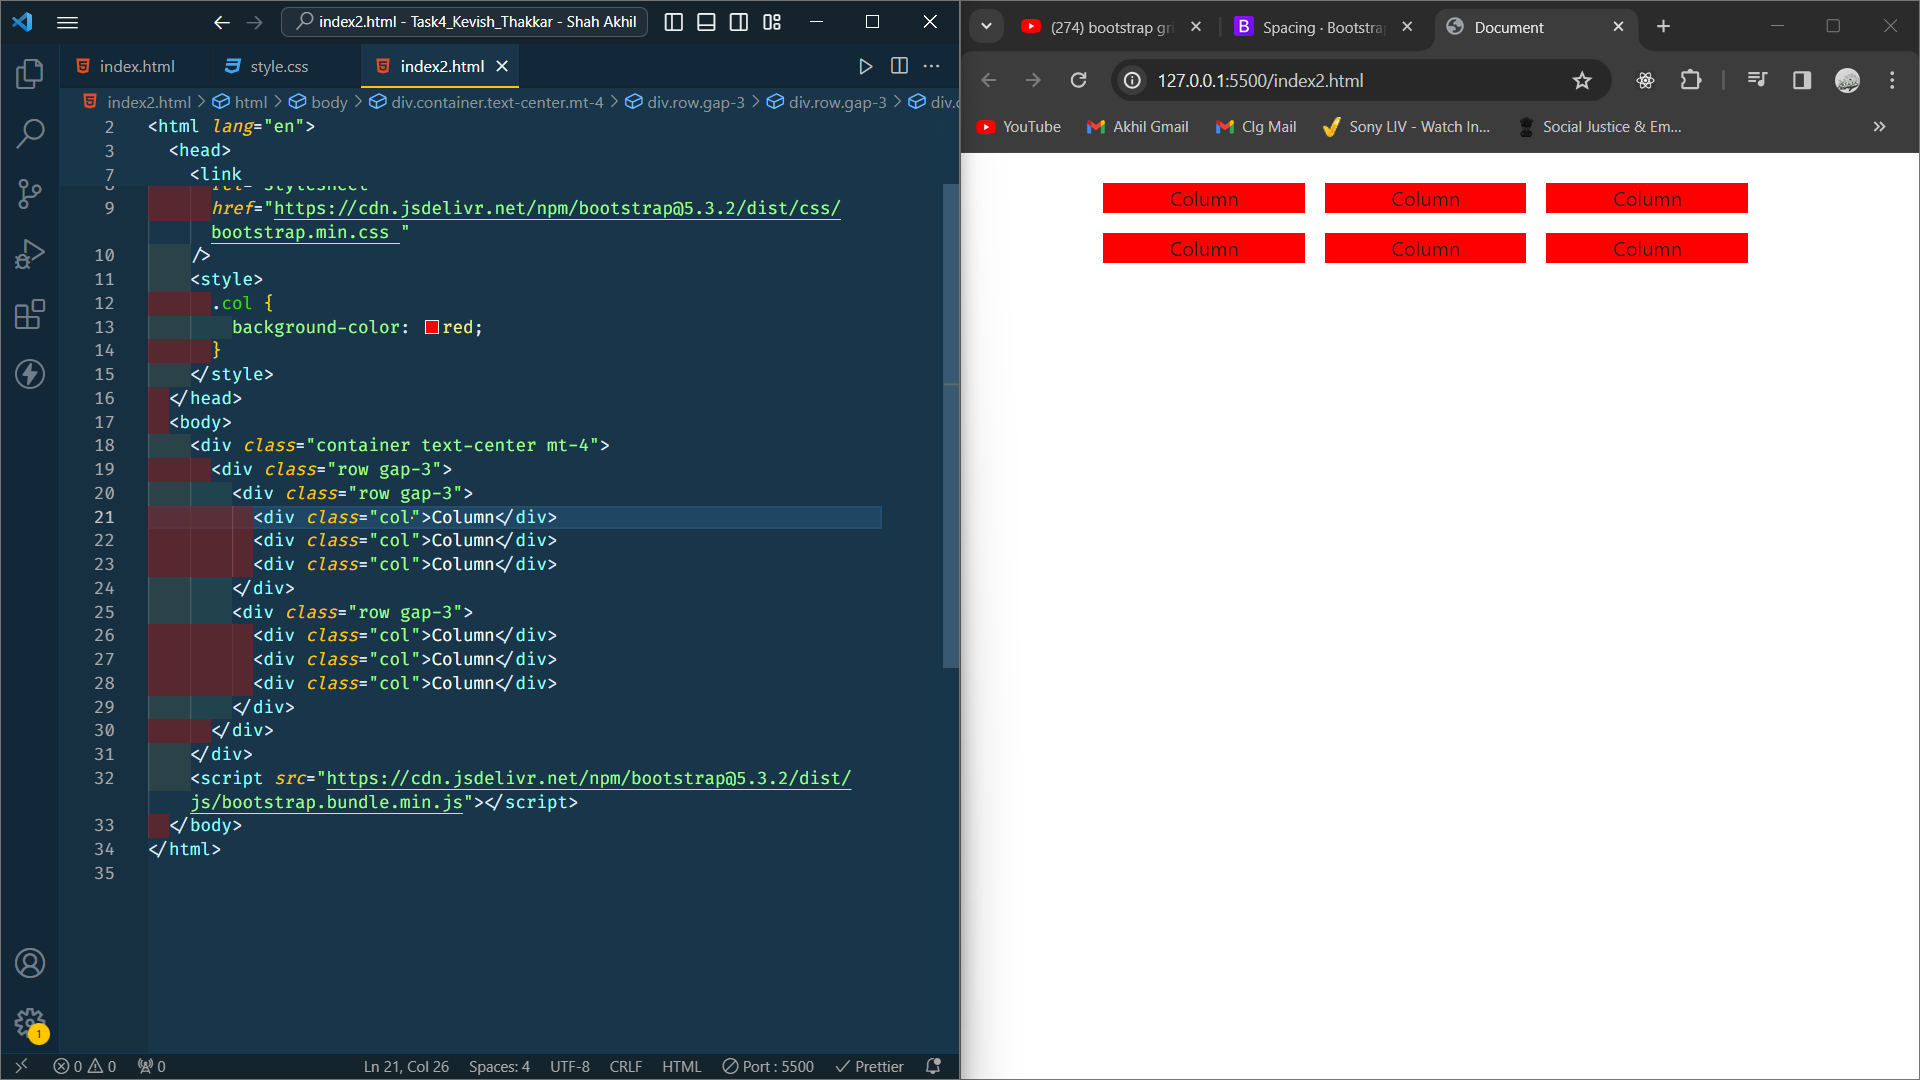 index2.html - Task4_Kevish_Thakkar - Shah Akhil
index.html
style.css
index2.html
index2.html > html > body > div.container.text-center.mt-4 > div.row.gap-3 > div.row.gap-3 >
2 <html lang="en">
3 <head>
7 <link
9 href="https://cdn.jsdelivr.net/npm/bootstrap@5.3.2/dist/css/
bootstrap.min.css "
10 />
11 <style>
12 .col {
13 background-color: red;
14 }
15 </style>
16 </head>
17 <body>
18 <div class="container text-center mt-4">
19 <div class="row gap-3">
20 <div class="row gap-3">
21 <div class="col">Column</div>
22 <div class="col">Column</div>
23 <div class="col">Column</div>
24 </div>
25 <div class="row gap-3">
26 <div class="col">Column</div>
27 <div class="col">Column</div>
28 <div class="col">Column</div>
29 </div>
30 </div>
31 </div>
32 <script src="https://cdn.jsdelivr.net/npm/bootstrap@5.3.2/dist/
js/bootstrap.bundle.min.js"></script>
33 </body>
34 </html>
35
1
0 0 0 Ln 21, Col 26 Spaces: 4 UTF-8 CRLF HTML Port : 5500 Prettier
(274) bootstrap gri
B Spacing · Bootstra
Document
127.0.0.1:5500/index2.html
YouTube Akhil Gmail Clg Mail Sony LIV - Watch In... Social Justice & Em...
Column Column Column
Column Column Column